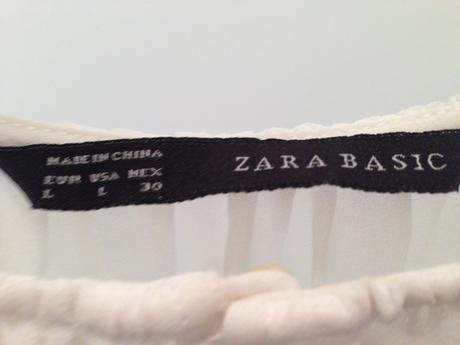 MADE IN CHINA
EUR USA MEX
L L 30
ZARA BASIC